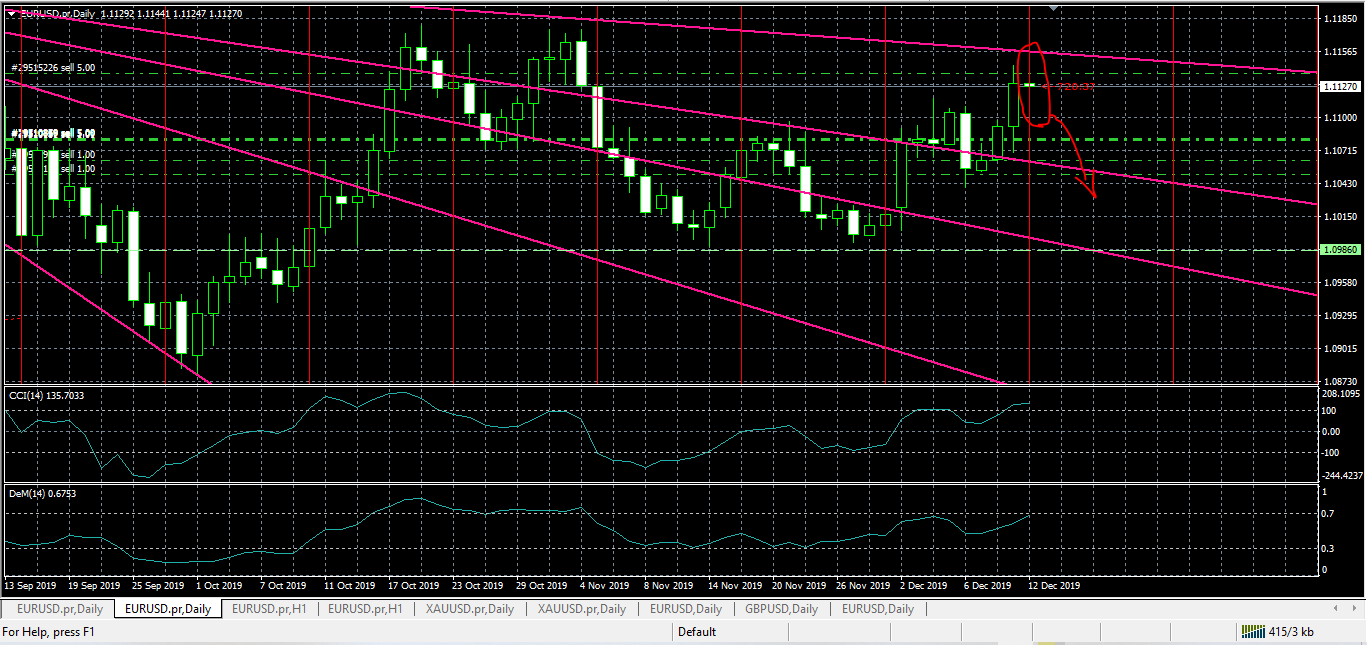 EURUSD.pr,Daily 1.11292 1.11441 1.11247 1.11270
1.11850
1.11565
#29515226 sell 5.00
1.11270
1.11000
sell 5.00
1.10715
sell 1.00
sell 1.00
1.10430
1.10150
1.09860
1.09580
1.09295
1.09015
1.08730
CCI(14) 135.7033
208.1095
100
0.00
-100
-244.4237
DeM(14) 0.6753
1
0.7
0.3
0
13 Sep 2019 19 Sep 2019 25 Sep 2019 1 Oct 2019 7 Oct 2019 11 Oct 2019 17 Oct 2019 23 Oct 2019 29 Oct 2019 4 Nov 2019 8 Nov 2019 14 Nov 2019 20 Nov 2019 26 Nov 2019 2 Dec 2019 6 Dec 2019 12 Dec 2019
EURUSD.pr,Daily EURUSD.pr,Daily EURUSD.pr,H1 EURUSD.pr,H1 XAUUSD.pr,Daily XAUUSD.pr,Daily EURUSD,Daily GBPUSD,Daily EURUSD,Daily
For Help, press F1 Default 415/3 kb